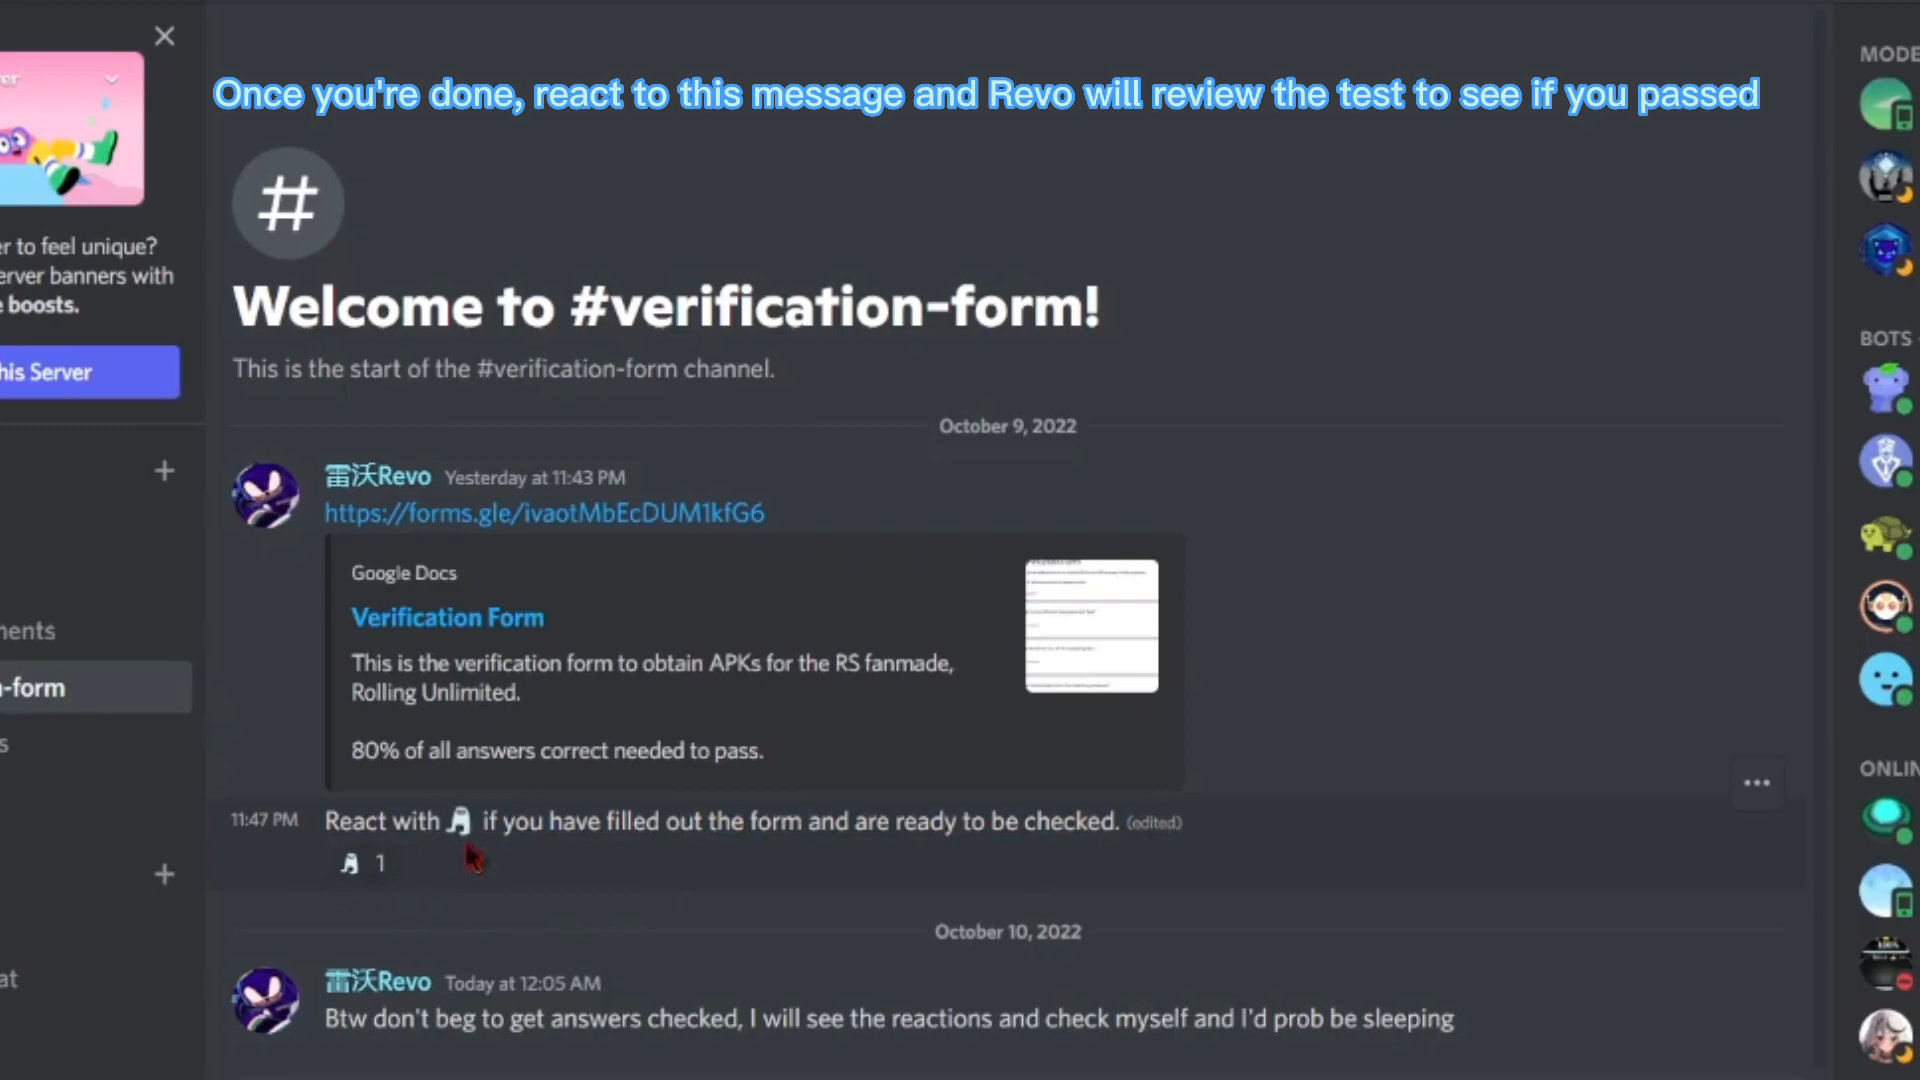 Once you're done, react to this message and Revo will review the test to see if you passed
MODE
er
er to feel unique?
erver banners with
e boosts.
his Server
#
Welcome to #verification-form!
This is the start of the #verification-form channel.
BOTS
October 9, 2022
雷沃Revo Yesterday at 11:43 PM
https://forms.gle/ivaotMbEcDUM1kfG6
Google Docs
Verification Form
This is the verification form to obtain APKs for the RS fanmade,
Rolling Unlimited.
80% of all answers correct needed to pass.
nents
-form
s
ONLIN
11:47 PM React with if you have filled out the form and are ready to be checked. (edited)
1
October 10, 2022
at
雷沃Revo Today at 12:05 AM
Btw don't beg to get answers checked, I will see the reactions and check myself and I'd prob be sleeping